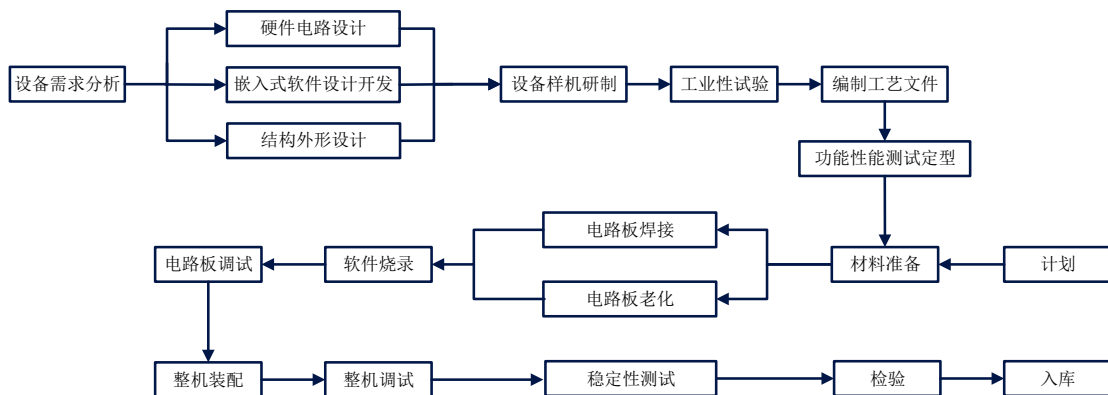 硬件电路设计
设备需求分析
嵌入式软件设计开发
设备样机研制
工业性试验
编制工艺文件
结构外形设计
功能性能测试定型
电路板焊接
电路板调试
软件烧录
材料准备
计划
电路板老化
整机装配
整机调试
稳定性测试
检验
入库